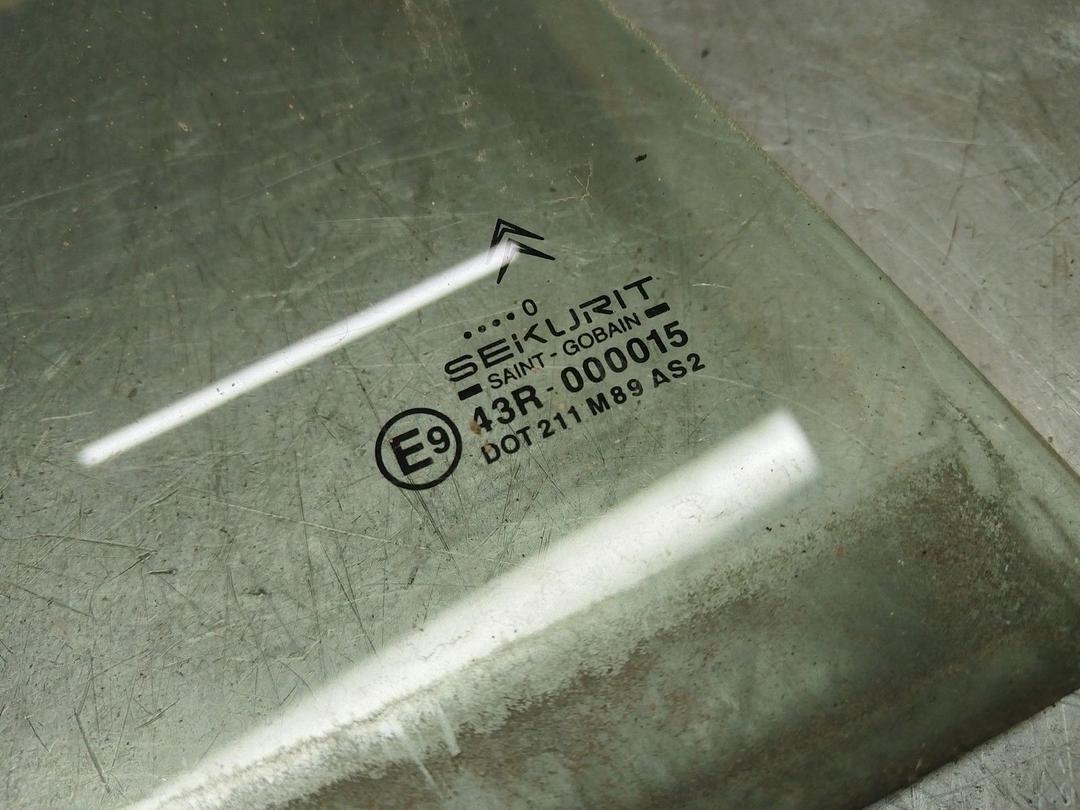 ....0
SEKURIT
SAINT-GOBAIN
43R-000015
DOT 211 M89 AS2
E9